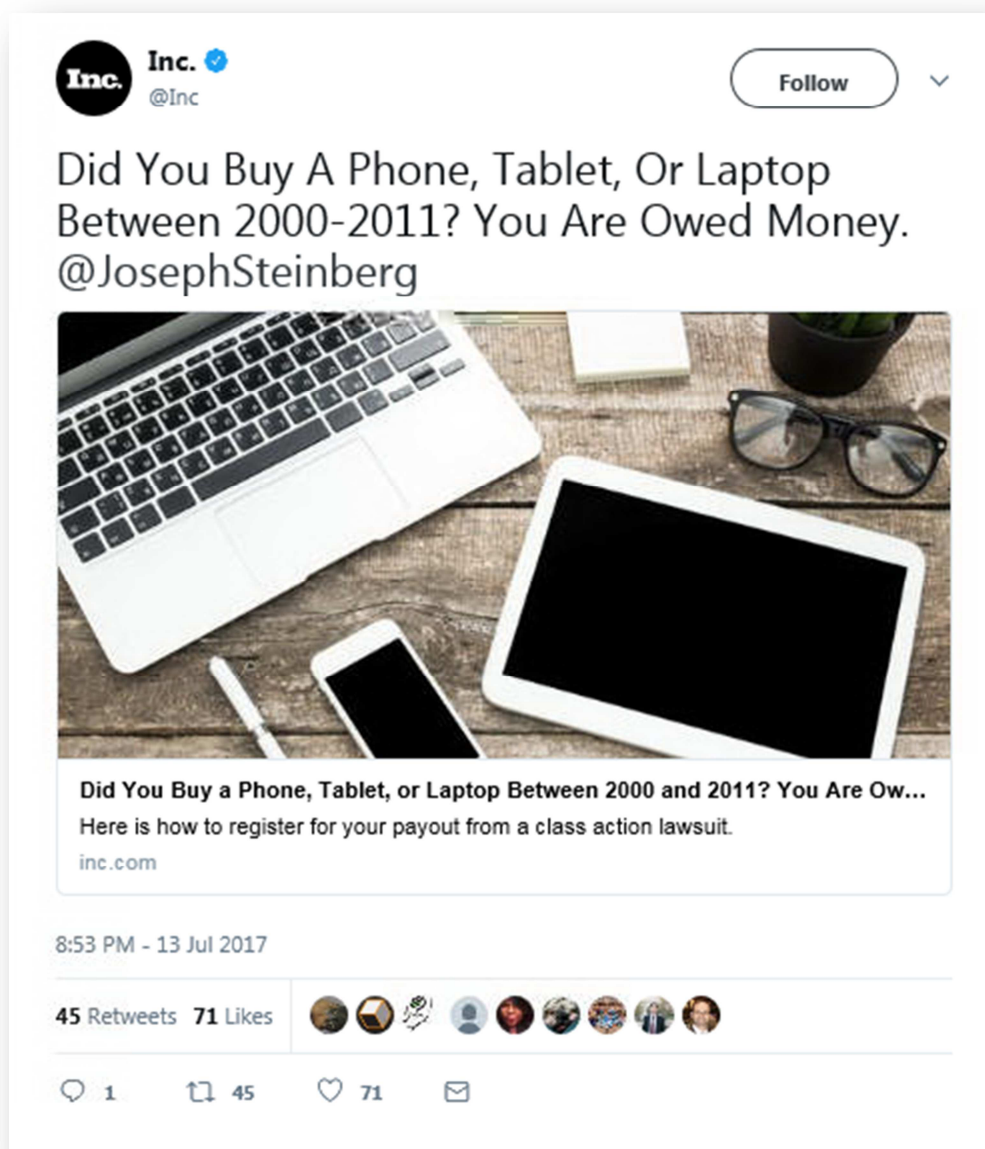 Inc.
Inc.
@Inc
Follow
Did You Buy A Phone, Tablet, Or Laptop
Between 2000-2011? You Are Owed Money.
@JosephSteinberg
Did You Buy a Phone, Tablet, or Laptop Between 2000 and 2011? You Are Ow...
Here is how to register for your payout from a class action lawsuit.
inc.com
8:53 PM - 13 Jul 2017
45 Retweets 71 Likes
1 45 71